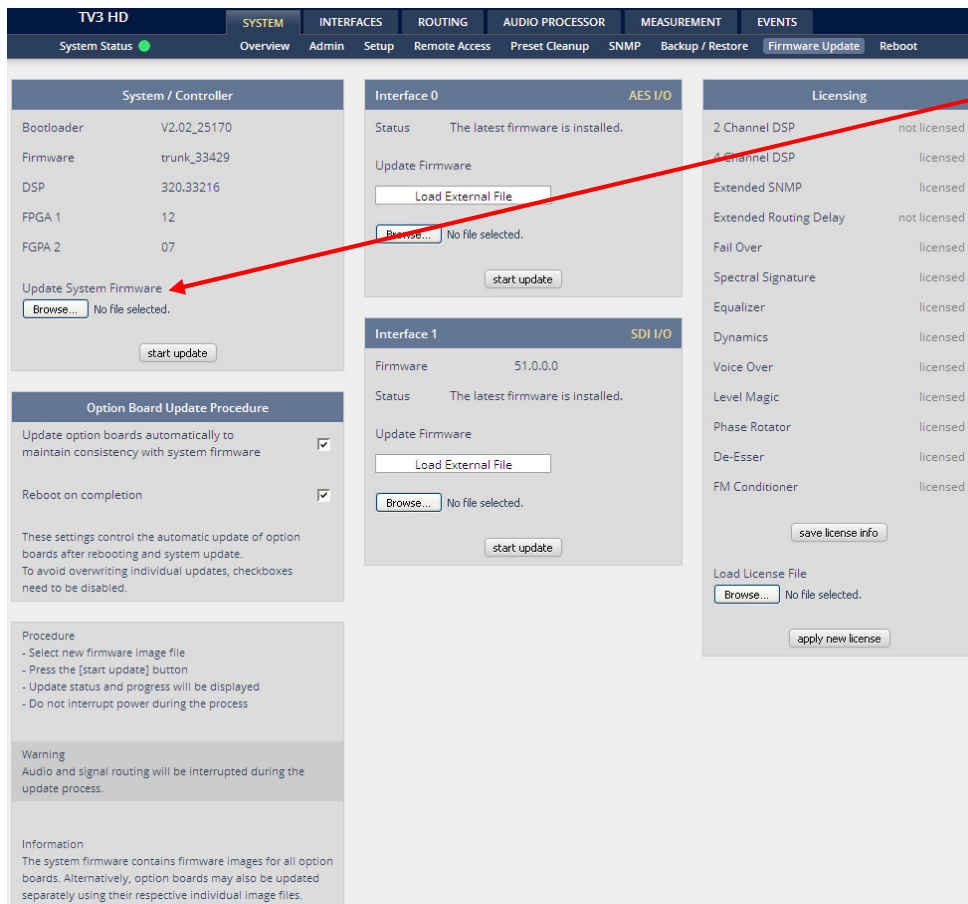 TV3 HD
SYSTEM INTERFACES ROUTING AUDIO PROCESSOR MEASUREMENT EVENTS
System Status
Overview Admin Setup Remote Access Preset Cleanup SNMP Backup / Restore Firmware Update Reboot
System / Controller
Bootloader V2.02_25170
Firmware trunk_33429
DSP 320.33216
FPGA 1 12
FGPA 2 07
Update System Firmware
Browse... No file selected.
start update
Option Board Update Procedure
Update option boards automatically to
maintain consistency with system firmware
Reboot on completion
These settings control the automatic update of option
boards after rebooting and system update.
To avoid overwriting individual updates, checkboxes
need to be disabled.
Procedure
- Select new firmware image file
- Press the [start update] button
- Update status and progress will be displayed
- Do not interrupt power during the process
Warning
Audio and signal routing will be interrupted during the
update process.
Information
The system firmware contains firmware images for all option
boards. Alternatively, option boards may also be updated
separately using their respective individual image files.
Interface 0 AES I/O
Status The latest firmware is installed.
Update Firmware
Load External File
Browse... No file selected.
start update
Interface 1 SDI I/O
Firmware 51.0.0.0
Status The latest firmware is installed.
Update Firmware
Load External File
Browse... No file selected.
start update
Licensing
2 Channel DSP not licensed
4 Channel DSP licensed
Extended SNMP licensed
Extended Routing Delay not licensed
Fail Over licensed
Spectral Signature licensed
Equalizer licensed
Dynamics licensed
Voice Over licensed
Level Magic licensed
Phase Rotator licensed
De-Esser licensed
FM Conditioner licensed
save license info
Load License File
Browse... No file selected.
apply new license